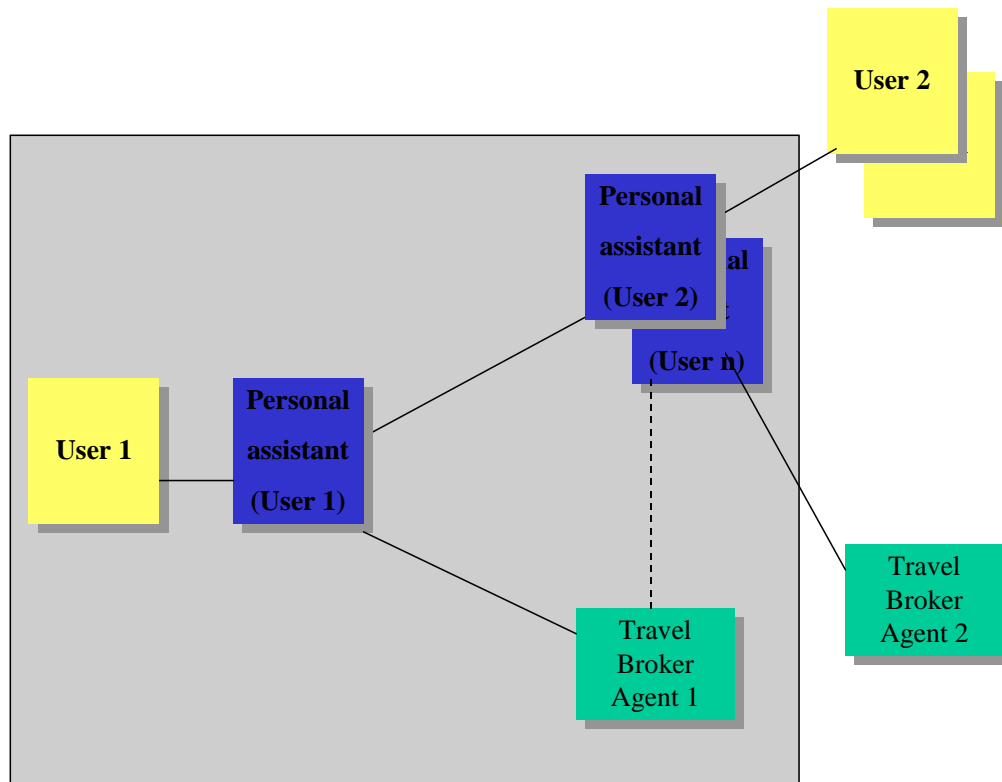 User 2
Personal
assistant
(User 2)
al
t
(User n)
User 1
Personal
assistant
(User 1)
Travel
Broker
Agent 1
Travel
Broker
Agent 2